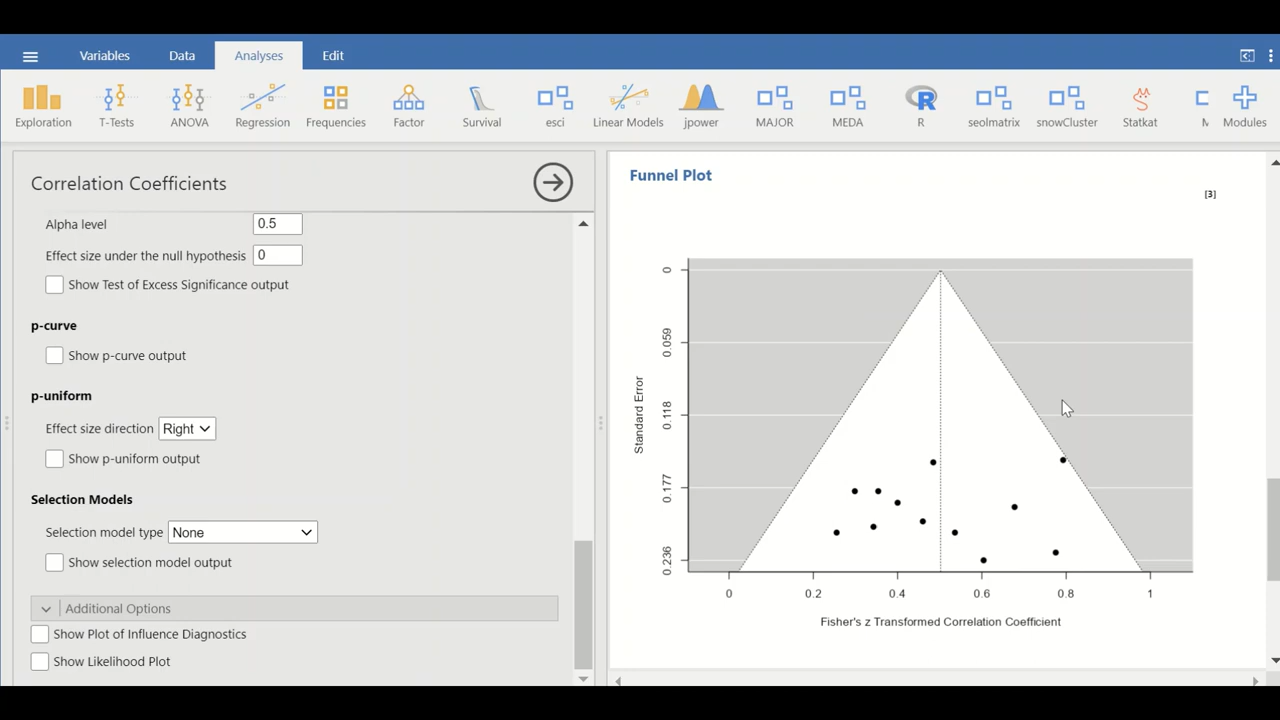 Variables Data Analyses Edit
Exploration T-Tests ANOVA Regression Frequencies Factor Survival esci Linear Models jpower MAJOR MEDA R seolmatrix snowCluster Statkat M Modules
Correlation Coefficients
Alpha level 0.5
Effect size under the null hypothesis 0
Show Test of Excess Significance output
p-curve
Show p-curve output
p-uniform
Effect size direction Right
Show p-uniform output
Selection Models
Selection model type None
Show selection model output
Additional Options
Show Plot of Influence Diagnostics
Show Likelihood Plot
Funnel Plot
[3]
Standard Error
0
0.059
0.118
0.177
0.236
0 0.2 0.4 0.6 0.8 1
Fisher's z Transformed Correlation Coefficient